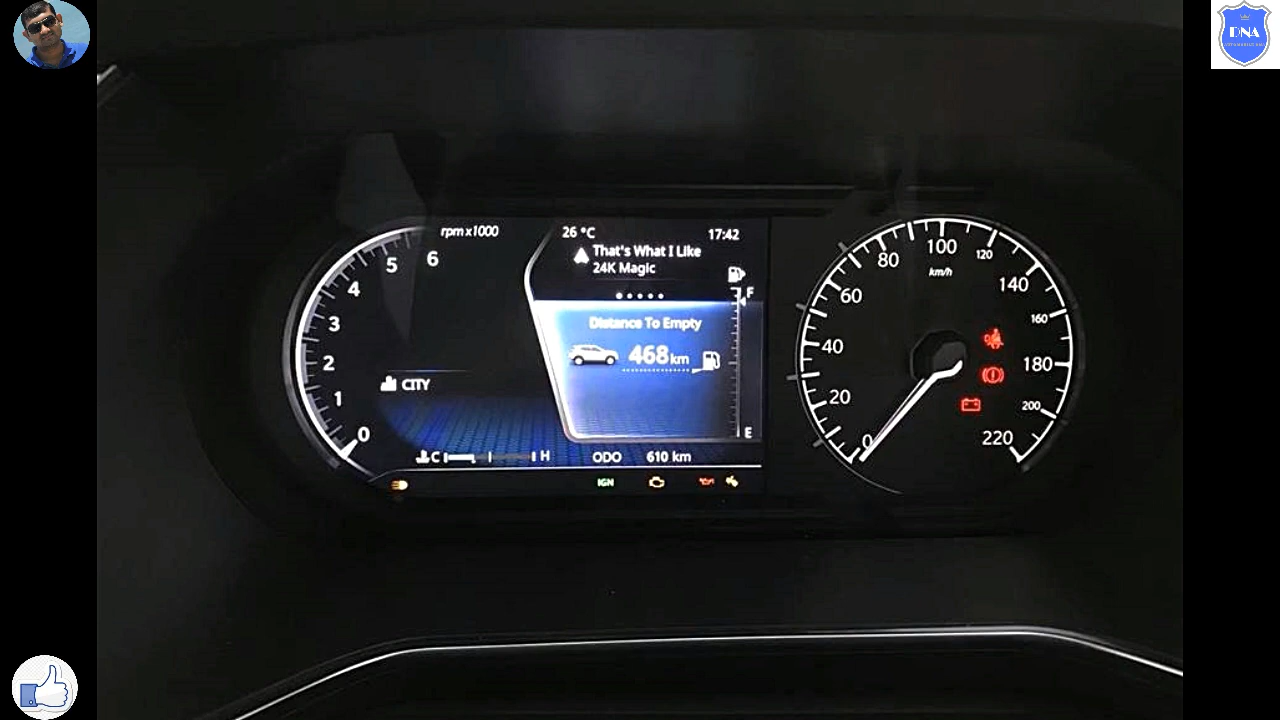 DNA
rpm x1000
6
5
4
3
2
1
0
CITY
26 °C
17:42
That's What I Like
24K Magic
F
Distance To Empty
468 km
E
C
H
ODO 610 km
IGN
0
20
40
60
80
100
120
140
160
180
200
220
km/h